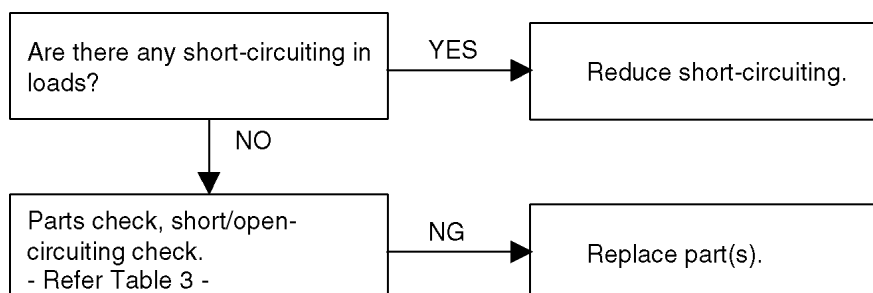 Are there any short-circuiting in
loads?
YES
Reduce short-circuiting.
NO
Parts check, short/open-
circuiting check.
- Refer Table 3 -
NG
Replace part(s).